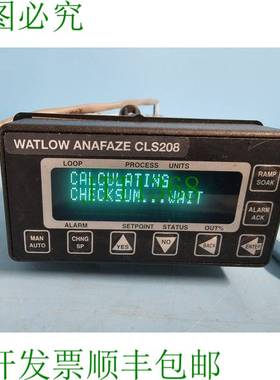 图必究
WATLOW ANAFAZE CLS208
LOOP PROCESS UNITS
RAMP
SOAK
CALCULATING
CHECKSUM...WAIT
ALARM
ACK
ALARM SETPOINT STATUS OUT%
MAN
AUTO
CHNG
SP
YES
NO
BACK
ENTER
开发票顺丰包邮